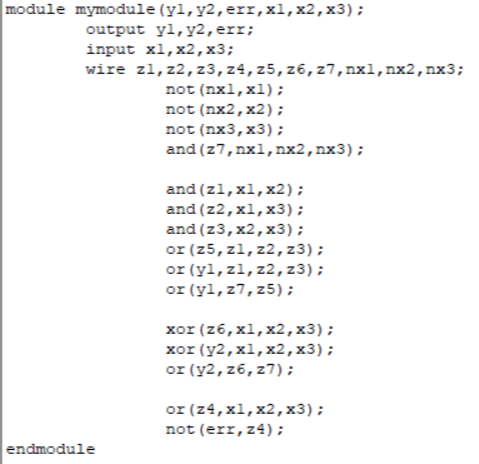 module mymodule(y1,y2,err,x1,x2,x3);
output y1,y2,err;
input x1,x2,x3;
wire z1,z2,z3,z4,z5,z6,z7,nx1,nx2,nx3;
not(nx1,x1);
not(nx2,x2);
not(nx3,x3);
and(z7,nx1,nx2,nx3);
and(z1,x1,x2);
and(z2,x1,x3);
and(z3,x2,x3);
or(z5,z1,z2,z3);
or(y1,z1,z2,z3);
or(y1,z7,z5);
xor(z6,x1,x2,x3);
xor(y2,x1,x2,x3);
or(y2,z6,z7);
or(z4,x1,x2,x3);
not(err,z4);
endmodule